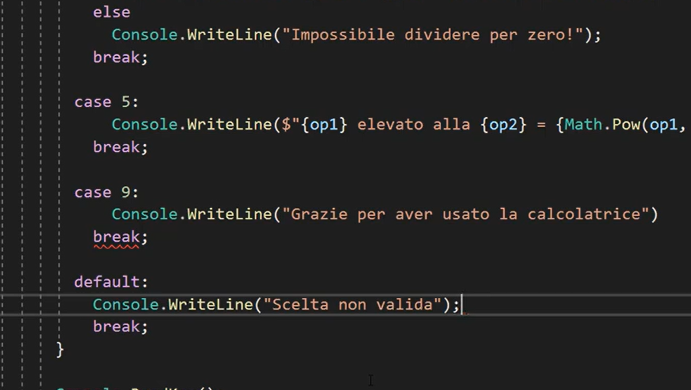 else
Console.WriteLine("Impossibile dividere per zero!");
break;
case 5:
Console.WriteLine($"{op1} elevato alla {op2} = {Math.Pow(op1,
break;
case 9:
Console.WriteLine("Grazie per aver usato la calcolatrice")
break;
default:
Console.WriteLine("Scelta non valida");
break;
}